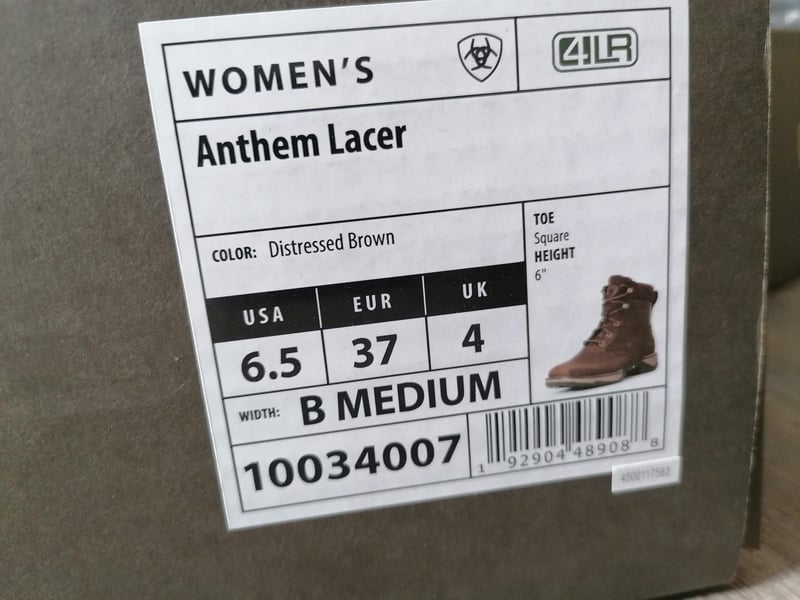 WOMEN'S
4LR
Anthem Lacer
COLOR: Distressed Brown
TOE
Square
HEIGHT
6"
USA EUR UK
6.5 37 4
WIDTH: B MEDIUM
10034007
1 92904 48908 8
4500117583